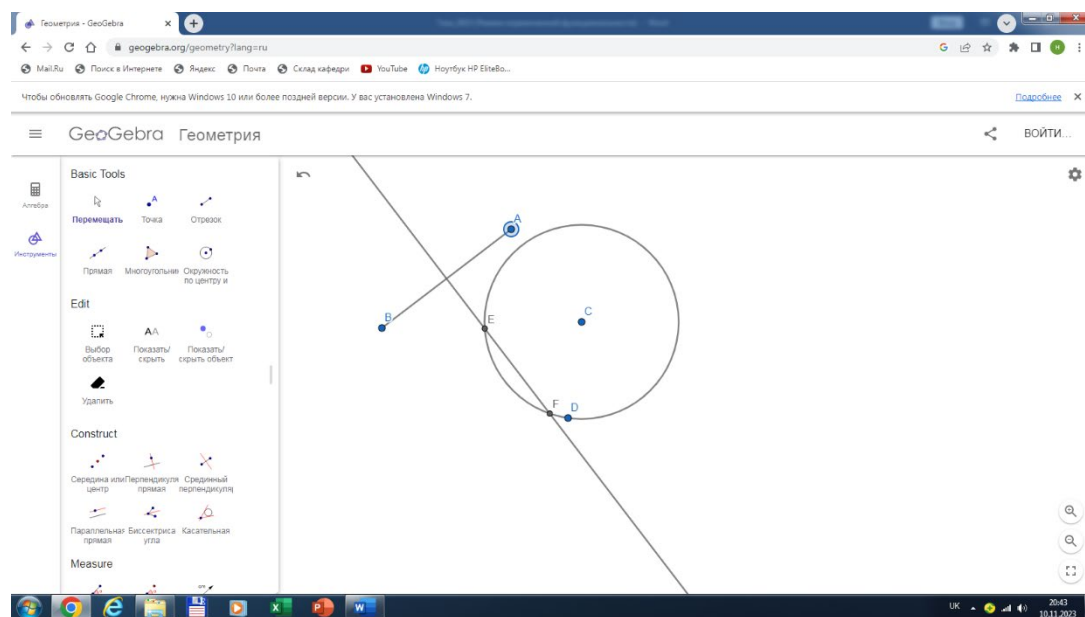 Геометрия - GeoGebra
geogebra.org/geometry?lang=ru
Mail.Ru Поиск в Интернете Яндекс Почта Склад кафедри YouTube Ноутбук HP EliteBo...
Чтобы обновлять Google Chrome, нужна Windows 10 или более поздней версии. У вас установлена Windows 7.
Подробнее
GeoGebra Геометрия
ВОЙТИ...
Алгебра
Инструменты
Basic Tools
Перемещать Точка Отрезок
Прямая Многоугольник Окружность
по центру и
Edit
Выбор Показать/ Показать/
объекта скрыть скрыть объект
Удалить
Construct
Середина или Перпендикуля Срединный
центр прямая перпендикуляр
Параллельная Биссектриса Касательная
прямая угла
Measure
A
B
C
E
F D
UK 20:43
10.11.2023